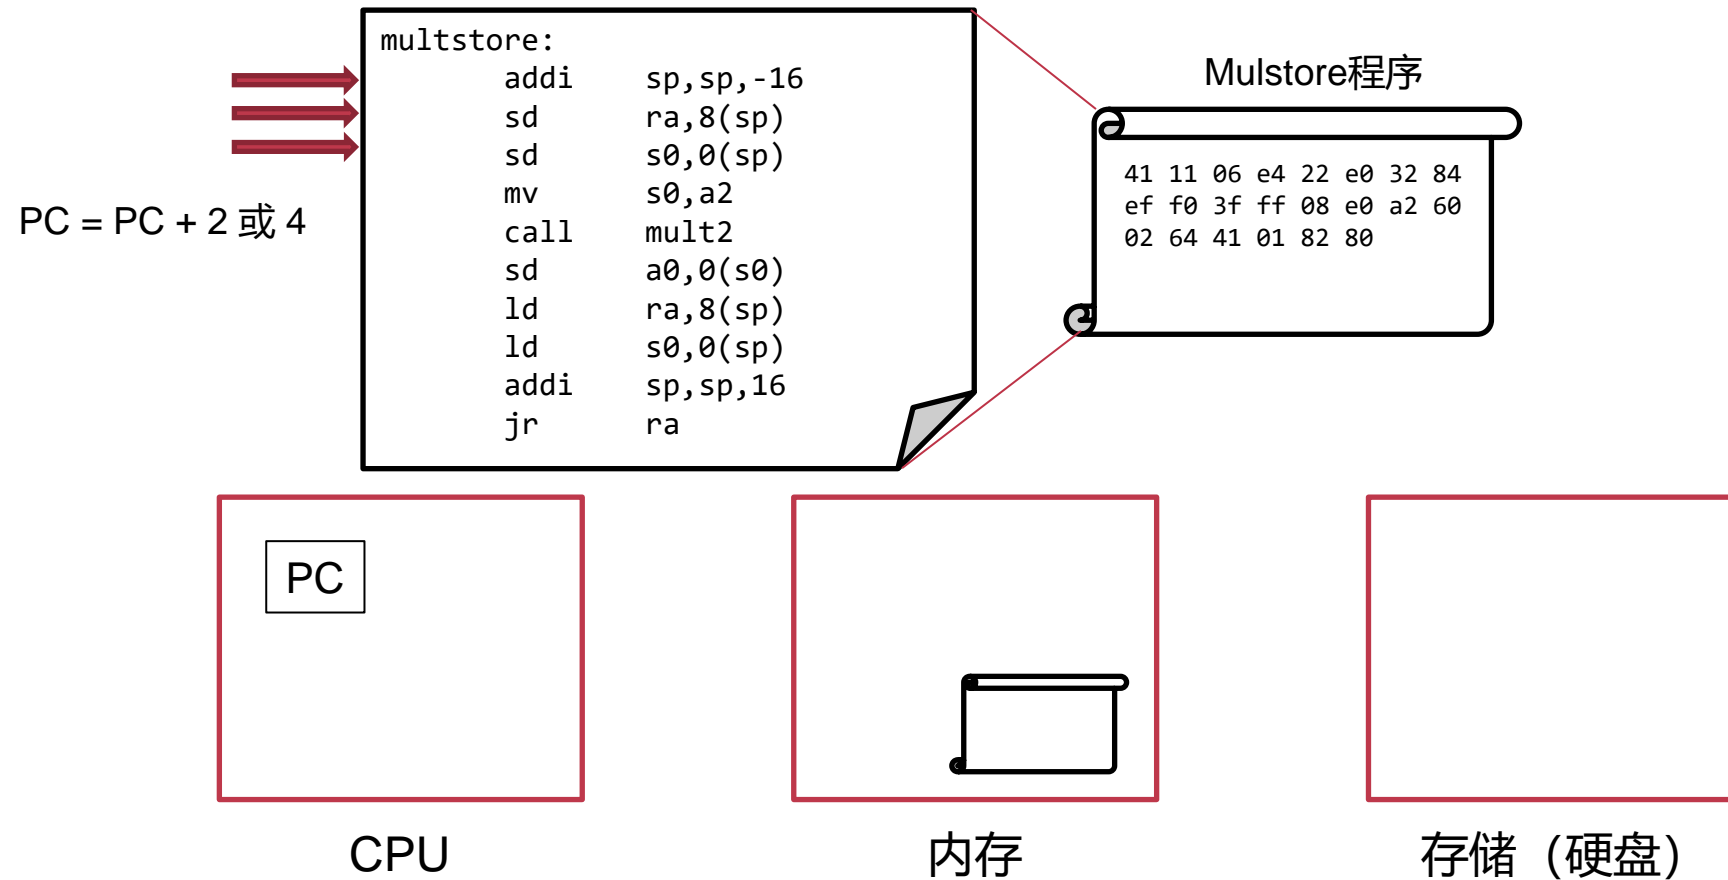 multstore:
addi sp,sp,-16
sd ra,8(sp)
sd s0,0(sp)
mv s0,a2
call mult2
sd a0,0(s0)
ld ra,8(sp)
ld s0,0(sp)
addi sp,sp,16
jr ra
PC = PC + 2 或 4
Mulstore程序
41 11 06 e4 22 e0 32 84
ef f0 3f ff 08 e0 a2 60
02 64 41 01 82 80
PC
CPU
内存
存储（硬盘）